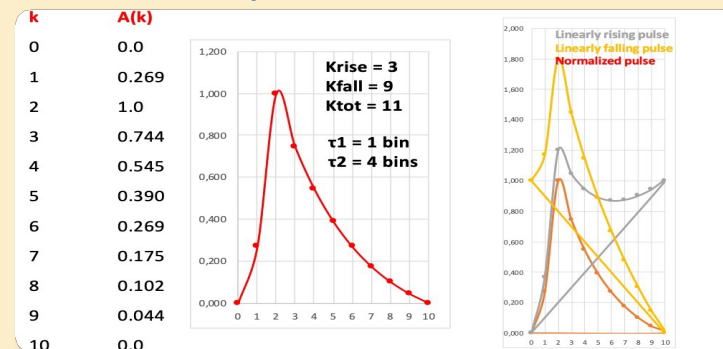 k A(k)
0 0.0
1 0.269
2 1.0
3 0.744
4 0.545
5 0.390
6 0.269
7 0.175
8 0.102
9 0.044
10 0.0
1,200
1,000
0,800
0,600
0,400
0,200
0,000
0 1 2 3 4 5 6 7 8 9 10
Krise = 3
Kfall = 9
Ktot = 11
τ1 = 1 bin
τ2 = 4 bins
2,000
1,800
1,600
1,400
1,200
1,000
0,800
0,600
0,400
0,200
0,000
0 1 2 3 4 5 6 7 8 9 10
Linearly rising pulse
Linearly falling pulse
Normalized pulse